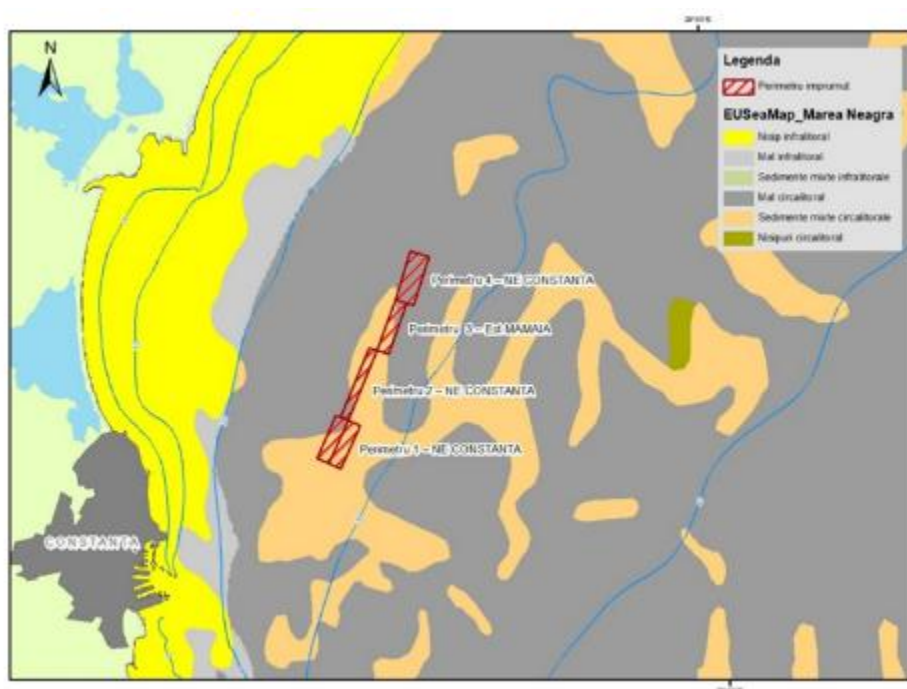 N
Legenda
Perimetru imprumut
EUSeaMap_Marea Neagra
Nisip infralitoral
Mal infralitoral
Sedimente mixte infralitorale
Mal circalitoral
Sedimente mixte circalitorale
Nisipuri circalitoral
Perimetru 4 – NE CONSTANTA
Perimetru 3 – Est MAMAIA
Perimetru 2 – NE CONSTANTA
Perimetru 1 – NE CONSTANTA
CONSTANTA